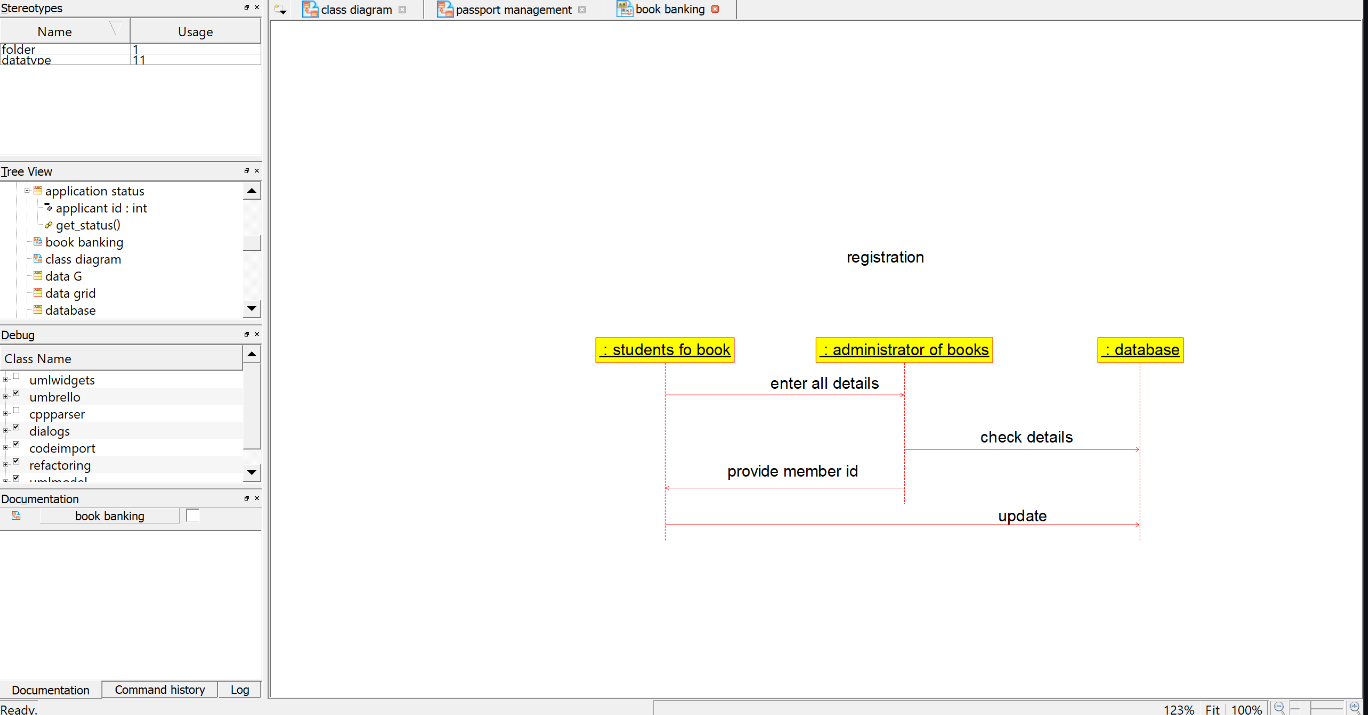 Stereotypes
Name Usage
folder 1
datatype 11
Tree View
application status
applicant id : int
get_status()
book banking
class diagram
data G
data grid
database
Debug
Class Name
umlwidgets
umbrello
cppparser
dialogs
codeimport
refactoring
umlmodel
Documentation
book banking
Documentation Command history Log
Ready.
class diagram passport management book banking
registration
: students fo book : administrator of books : database
enter all details
check details
provide member id
update
123% Fit 100%